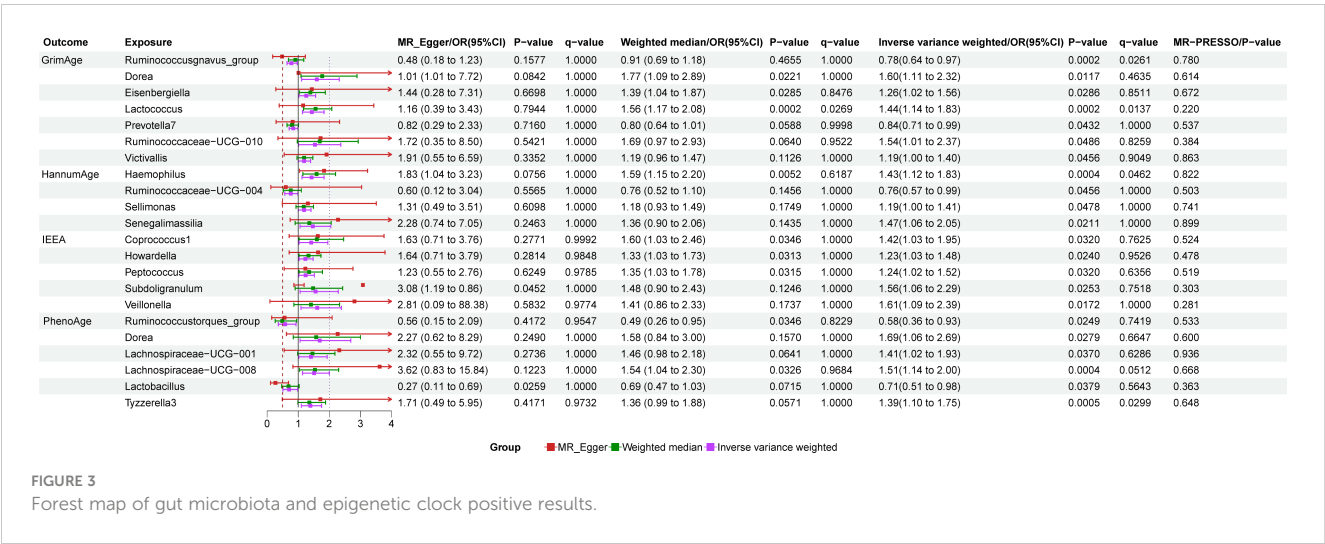 Outcome Exposure MR_Egger/OR(95%CI) P-value q-value Weighted median/OR(95%CI) P-value q-value Inverse variance weighted/OR(95%CI) P-value q-value MR-PRESSO/P-value
GrimAge Ruminococcusgnavus_group 0.48 (0.18 to 1.23) 0.1577 1.0000 0.91 (0.69 to 1.18) 0.4655 1.0000 0.78(0.64 to 0.97) 0.0002 0.0261 0.780
Dorea 1.01 (1.01 to 7.72) 0.0842 1.0000 1.77 (1.09 to 2.89) 0.0221 1.0000 1.60(1.11 to 2.32) 0.0117 0.4635 0.614
Eisenbergiella 1.44 (0.28 to 7.31) 0.6698 1.0000 1.39 (1.04 to 1.87) 0.0285 0.8476 1.26(1.02 to 1.56) 0.0286 0.8511 0.672
Lactococcus 1.16 (0.39 to 3.43) 0.7944 1.0000 1.56 (1.17 to 2.08) 0.0002 0.0269 1.44(1.14 to 1.83) 0.0002 0.0137 0.220
Prevotella7 0.82 (0.29 to 2.33) 0.7160 1.0000 0.80 (0.64 to 1.01) 0.0588 0.9998 0.84(0.71 to 0.99) 0.0432 1.0000 0.537
Ruminococcaceae−UCG−010 1.72 (0.35 to 8.50) 0.5421 1.0000 1.69 (0.97 to 2.93) 0.0640 0.9522 1.54(1.01 to 2.37) 0.0486 0.8259 0.384
Victivallis 1.91 (0.55 to 6.59) 0.3352 1.0000 1.19 (0.96 to 1.47) 0.1126 1.0000 1.19(1.00 to 1.40) 0.0456 0.9049 0.863
HannumAge Haemophilus 1.83 (1.04 to 3.23) 0.0756 1.0000 1.59 (1.15 to 2.20) 0.0052 0.6187 1.43(1.12 to 1.83) 0.0004 0.0462 0.822
Ruminococcaceae−UCG−004 0.60 (0.12 to 3.04) 0.5565 1.0000 0.76 (0.52 to 1.10) 0.1456 1.0000 0.76(0.57 to 0.99) 0.0456 1.0000 0.503
Sellimonas 1.31 (0.49 to 3.51) 0.6098 1.0000 1.18 (0.93 to 1.49) 0.1749 1.0000 1.19(1.00 to 1.41) 0.0478 1.0000 0.741
Senegalimassilia 2.28 (0.74 to 7.05) 0.2463 1.0000 1.36 (0.90 to 2.06) 0.1435 1.0000 1.47(1.06 to 2.05) 0.0211 1.0000 0.899
IEEA Coprococcus1 1.63 (0.71 to 3.76) 0.2771 0.9992 1.60 (1.03 to 2.46) 0.0346 1.0000 1.42(1.03 to 1.95) 0.0320 0.7625 0.524
Howardella 1.64 (0.71 to 3.79) 0.2814 0.9848 1.33 (1.03 to 1.73) 0.0313 1.0000 1.23(1.03 to 1.48) 0.0240 0.9526 0.478
Peptococcus 1.23 (0.55 to 2.76) 0.6249 0.9785 1.35 (1.03 to 1.78) 0.0315 1.0000 1.24(1.02 to 1.52) 0.0320 0.6356 0.519
Subdoligranulum 3.08 (1.19 to 0.86) 0.0452 1.0000 1.48 (0.90 to 2.43) 0.1246 1.0000 1.56(1.06 to 2.29) 0.0253 0.7518 0.303
Veillonella 2.81 (0.09 to 88.38) 0.5832 0.9774 1.41 (0.86 to 2.33) 0.1737 1.0000 1.61(1.09 to 2.39) 0.0172 1.0000 0.281
PhenoAge Ruminococcustorques_group 0.56 (0.15 to 2.09) 0.4172 0.9547 0.49 (0.26 to 0.95) 0.0346 0.8229 0.58(0.36 to 0.93) 0.0249 0.7419 0.533
Dorea 2.27 (0.62 to 8.29) 0.2490 1.0000 1.58 (0.84 to 3.00) 0.1570 1.0000 1.69(1.06 to 2.69) 0.0279 0.6647 0.600
Lachnospiraceae−UCG−001 2.32 (0.55 to 9.72) 0.2736 1.0000 1.46 (0.98 to 2.18) 0.0641 1.0000 1.41(1.02 to 1.93) 0.0370 0.6286 0.936
Lachnospiraceae−UCG−008 3.62 (0.83 to 15.84) 0.1223 1.0000 1.54 (1.04 to 2.30) 0.0326 0.9684 1.51(1.14 to 2.00) 0.0004 0.0512 0.668
Lactobacillus 0.27 (0.11 to 0.69) 0.0259 1.0000 0.69 (0.47 to 1.03) 0.0715 1.0000 0.71(0.51 to 0.98) 0.0379 0.5643 0.363
Tyzzerella3 1.71 (0.49 to 5.95) 0.4171 0.9732 1.36 (0.99 to 1.88) 0.0571 1.0000 1.39(1.10 to 1.75) 0.0005 0.0299 0.648
0 1 2 3 4
Group MR_Egger Weighted median Inverse variance weighted
FIGURE 3
Forest map of gut microbiota and epigenetic clock positive results.